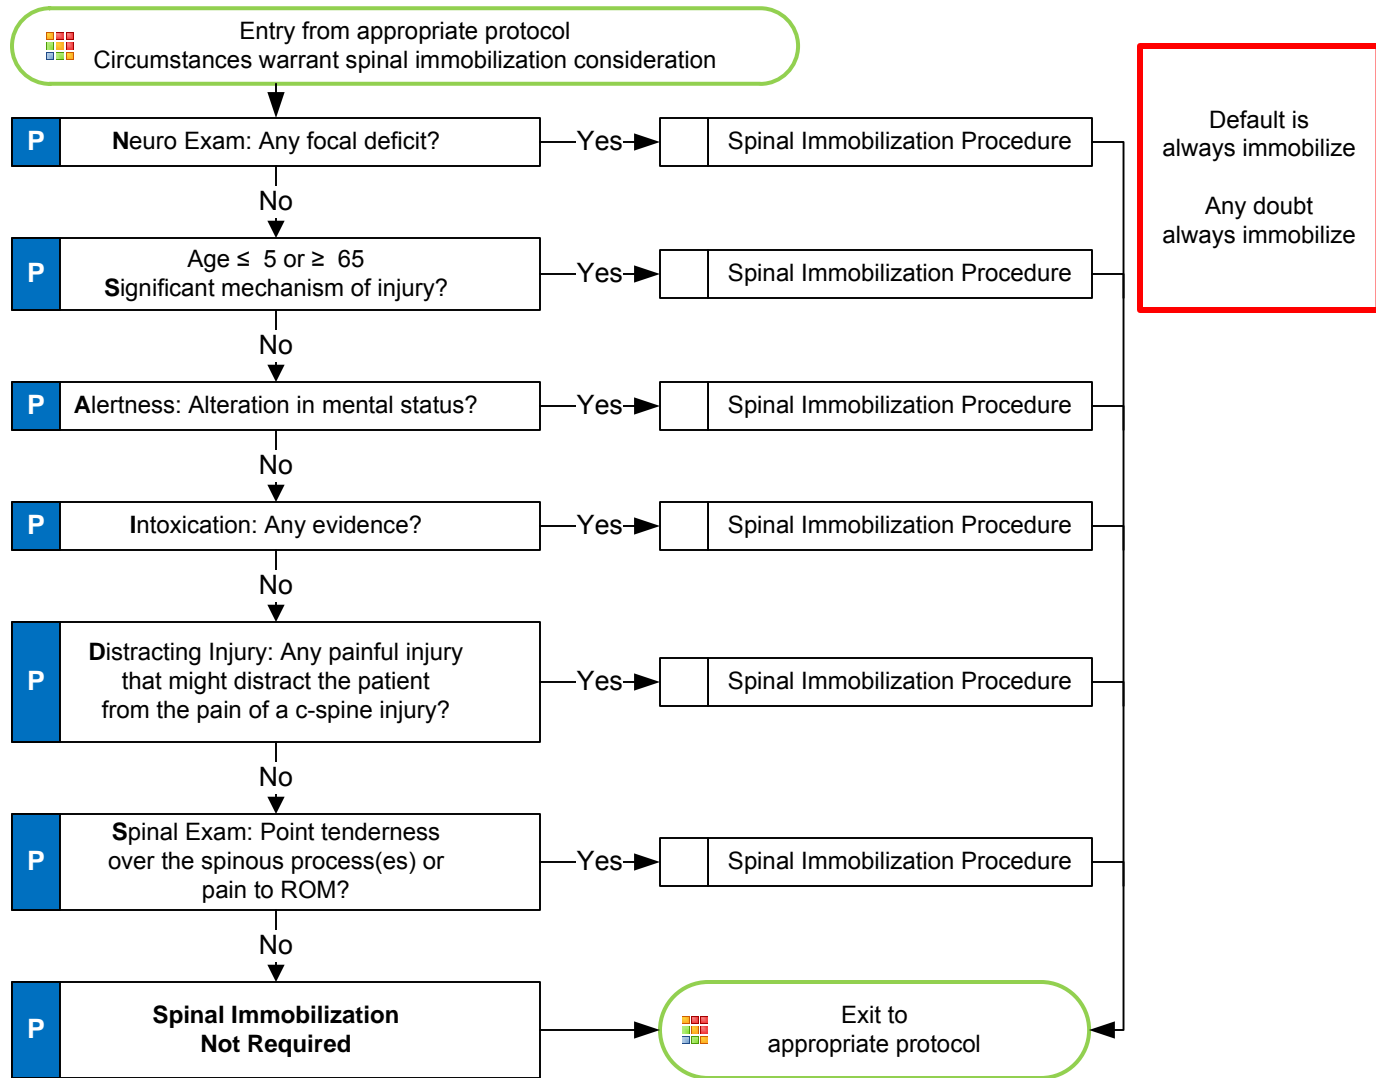 Entry from appropriate protocol
Circumstances warrant spinal immobilization consideration
Default is
always immobilize
Any doubt
always immobilize
P
Neuro Exam: Any focal deficit?
Yes
Spinal Immobilization Procedure
No
P
Age ≤ 5 or ≥ 65
Significant mechanism of injury?
Yes
Spinal Immobilization Procedure
No
P
Alertness: Alteration in mental status?
Yes
Spinal Immobilization Procedure
No
P
Intoxication: Any evidence?
Yes
Spinal Immobilization Procedure
No
P
Distracting Injury: Any painful injury
that might distract the patient
from the pain of a c-spine injury?
Yes
Spinal Immobilization Procedure
No
P
Spinal Exam: Point tenderness
over the spinous process(es) or
pain to ROM?
Yes
Spinal Immobilization Procedure
No
P
Spinal Immobilization
Not Required
Exit to
appropriate protocol